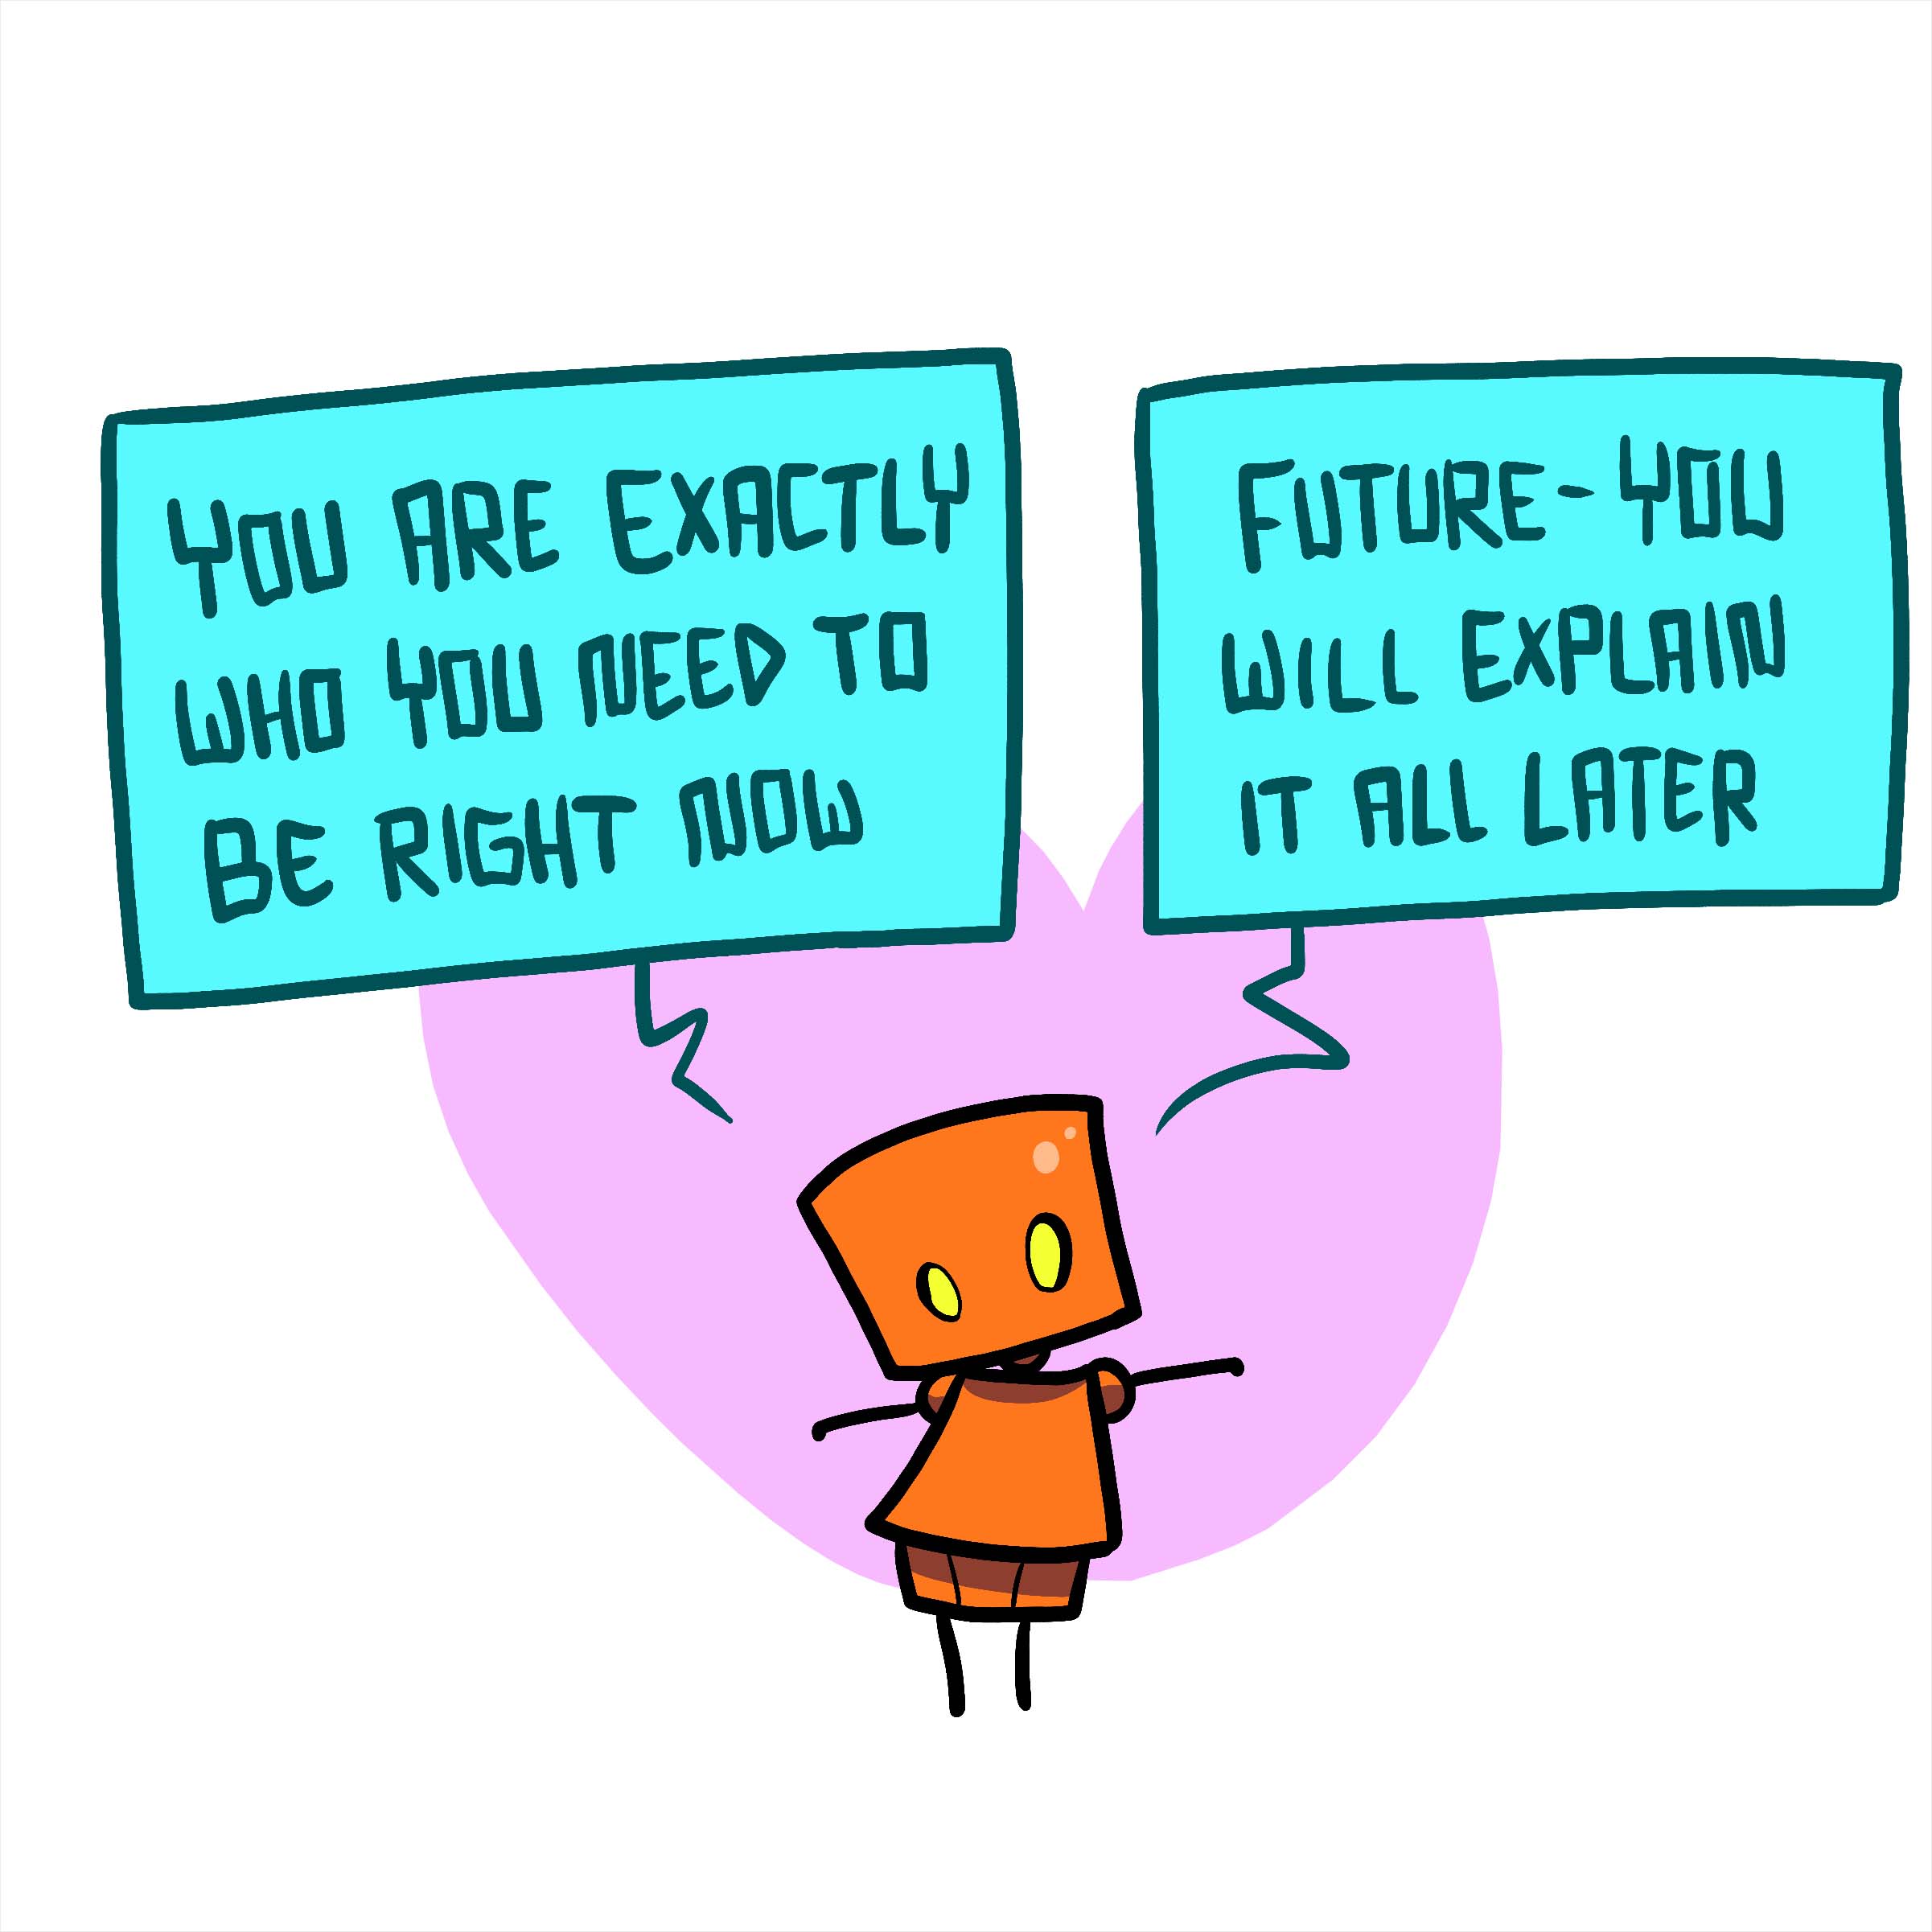 YOU ARE EXACTLY
WHO YOU NEED TO
BE RIGHT NOW
FUTURE-YOU
WILL EXPLAIN
IT ALL LATER